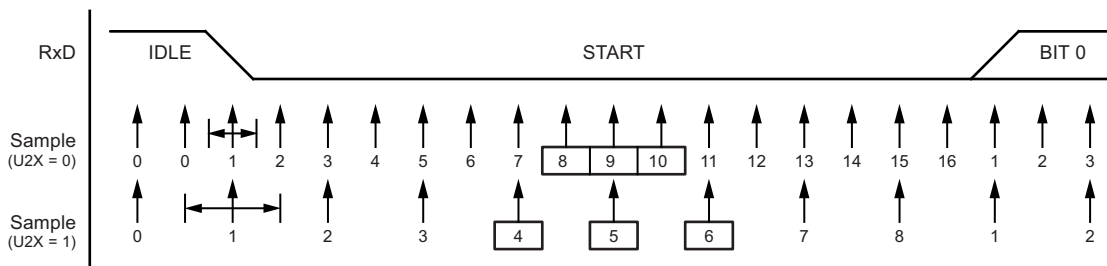 RxD IDLE START BIT 0
Sample
(U2X = 0)
0 0 1 2 3 4 5 6 7 8 9 10 11 12 13 14 15 16 1 2 3
Sample
(U2X = 1)
0 1 2 3 4 5 6 7 8 1 2